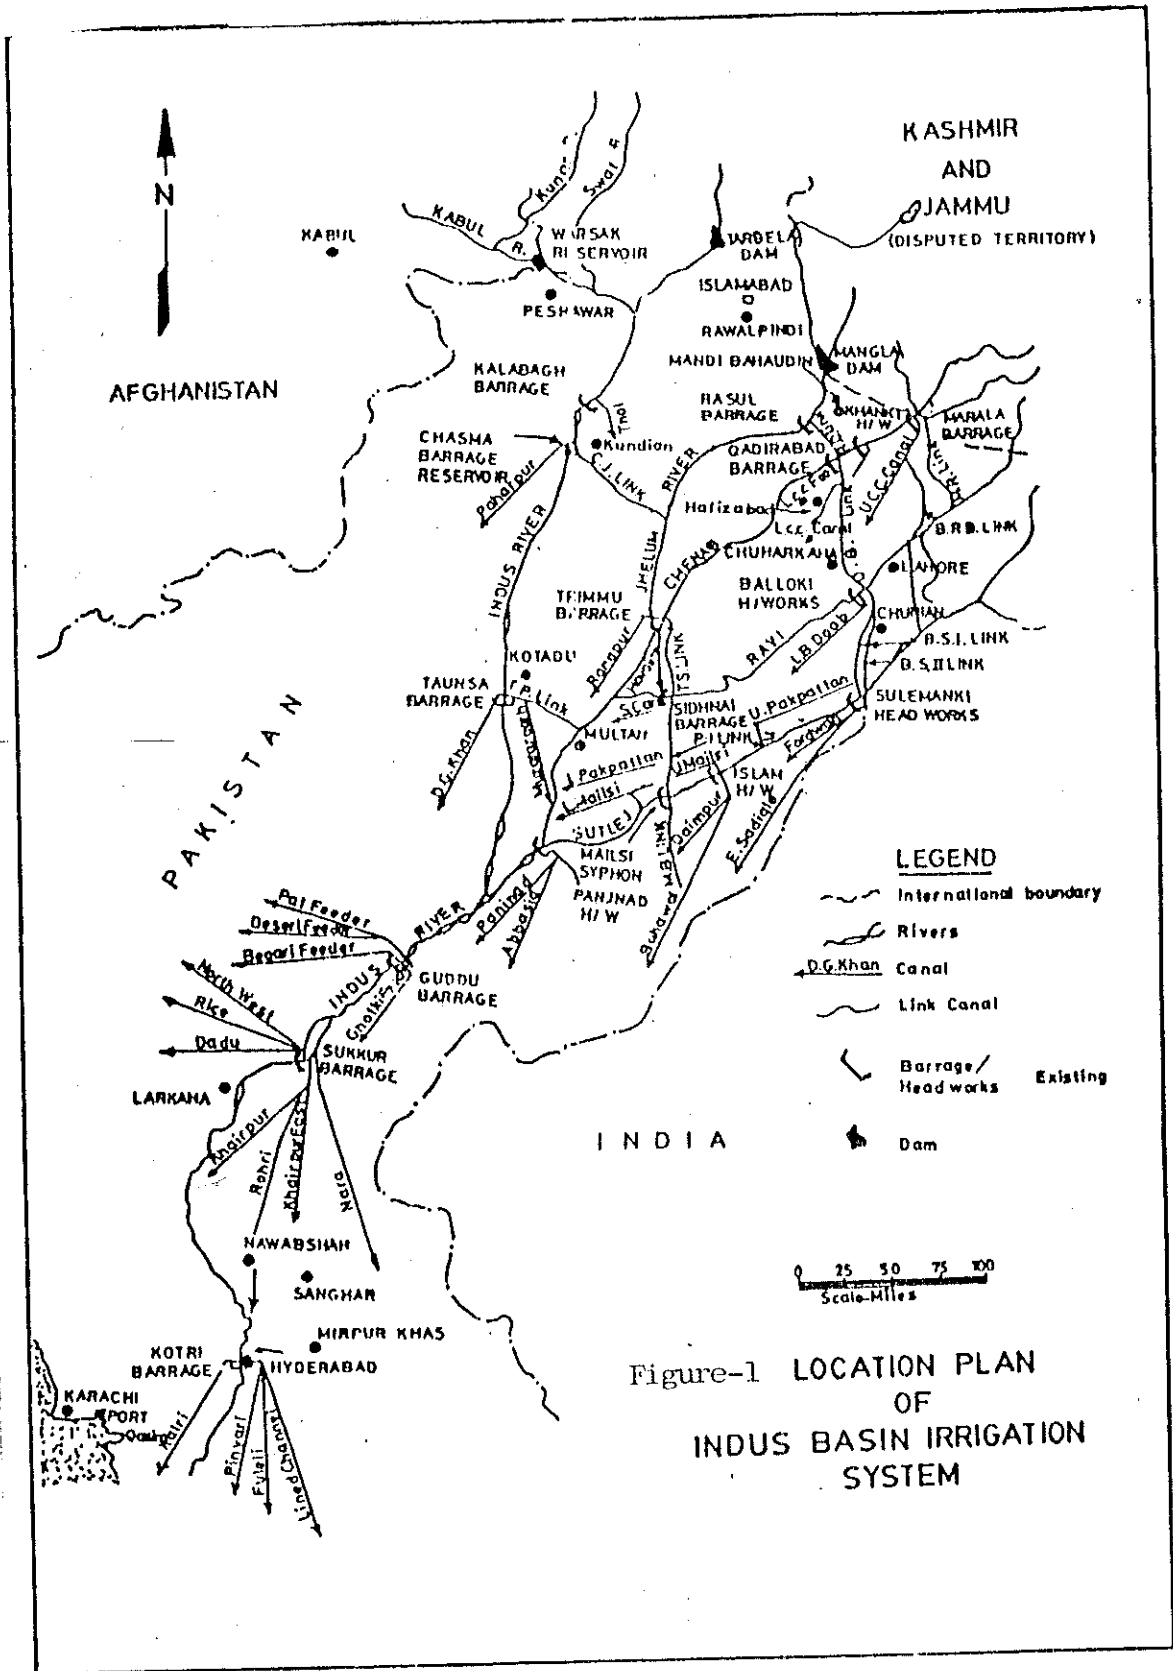 KASHMIR
AND
JAMMU
(DISPUTED TERRITORY)
N
KABUL
KABUL
R.
Swat
WARSAK
RESERVOIR
PESHAWAR
TARBELA
DAM
ISLAMABAD
RAWALPINDI
MANDI BAHAUDIN
MANGLA
DAM
AFGHANISTAN
KALABAGH
BARRAGE
Thal
RASUL
BARRAGE
KHANKI
H/W
MARALA
BARRAGE
CHASMA
BARRAGE
RESERVOIR
Kundian
C.J. LINK
Paharpur
QADIRABAD
BARRAGE
U.C.C Canal
Link
Hafizabad
L.c.c. Canal
B.R.B. LINK
INDUS RIVER
JHELUM
RIVER
CHENAB
CHUHARKANA
LAHORE
BALLOKI
H/WORKS
TRIMMU
BARRAGE
CHUNIAN
RAVI
L.B.Doab
B.S.I. LINK
B.S.II LINK
KOTADU
Rangpur
T.S.LINK
TAUNSA
BARRAGE
T.P. Link
SIDHNAI
BARRAGE
U.Pakpattan
SULEMANKI
HEAD WORKS
MULTAN
P.I LINK
Fordwah
D.G.Khan
Pakpattan
Mailsi
ISLAM
H/W
L.Mailsi
Qaimpur
E.Sadiqia
SUTLEJ
MAILSI
SYPHON
PANJNAD
H/W
M.B LINK
PAKISTAN
Panjnad
Abbasia
LEGEND
International boundary
Rivers
D.G.Khan Canal
Link Canal
Barrage/
Headworks Existing
Dam
Pat Feeder
Desert Feeder
Begari Feeder
INDUS
RIVER
GUDDU
BARRAGE
Ghotki
North West
Rice
Dadu
SUKKUR
BARRAGE
LARKANA
Khairpur
Rohri
Khairpur East
Nara
INDIA
NAWABSHAH
SANGHAR
0 25 50 75 100
Scale-Miles
MIRPUR KHAS
KOTRI
BARRAGE
HYDERABAD
KARACHI
PORT
Kalri
Pinyari
Fuleli
Lined Channel
Figure-1 LOCATION PLAN
OF
INDUS BASIN IRRIGATION
SYSTEM